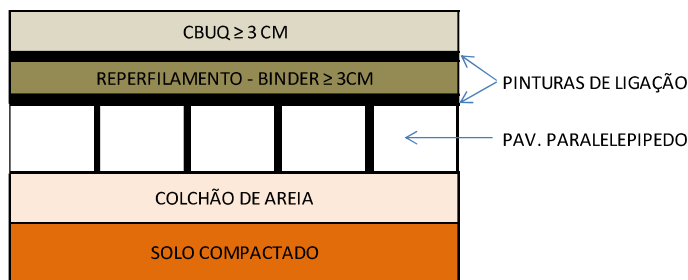 CBUQ ≥ 3 CM
REPERFILAMENTO - BINDER ≥ 3CM
PINTURAS DE LIGAÇÃO
PAV. PARALELEPIPEDO
COLCHÃO DE AREIA
SOLO COMPACTADO